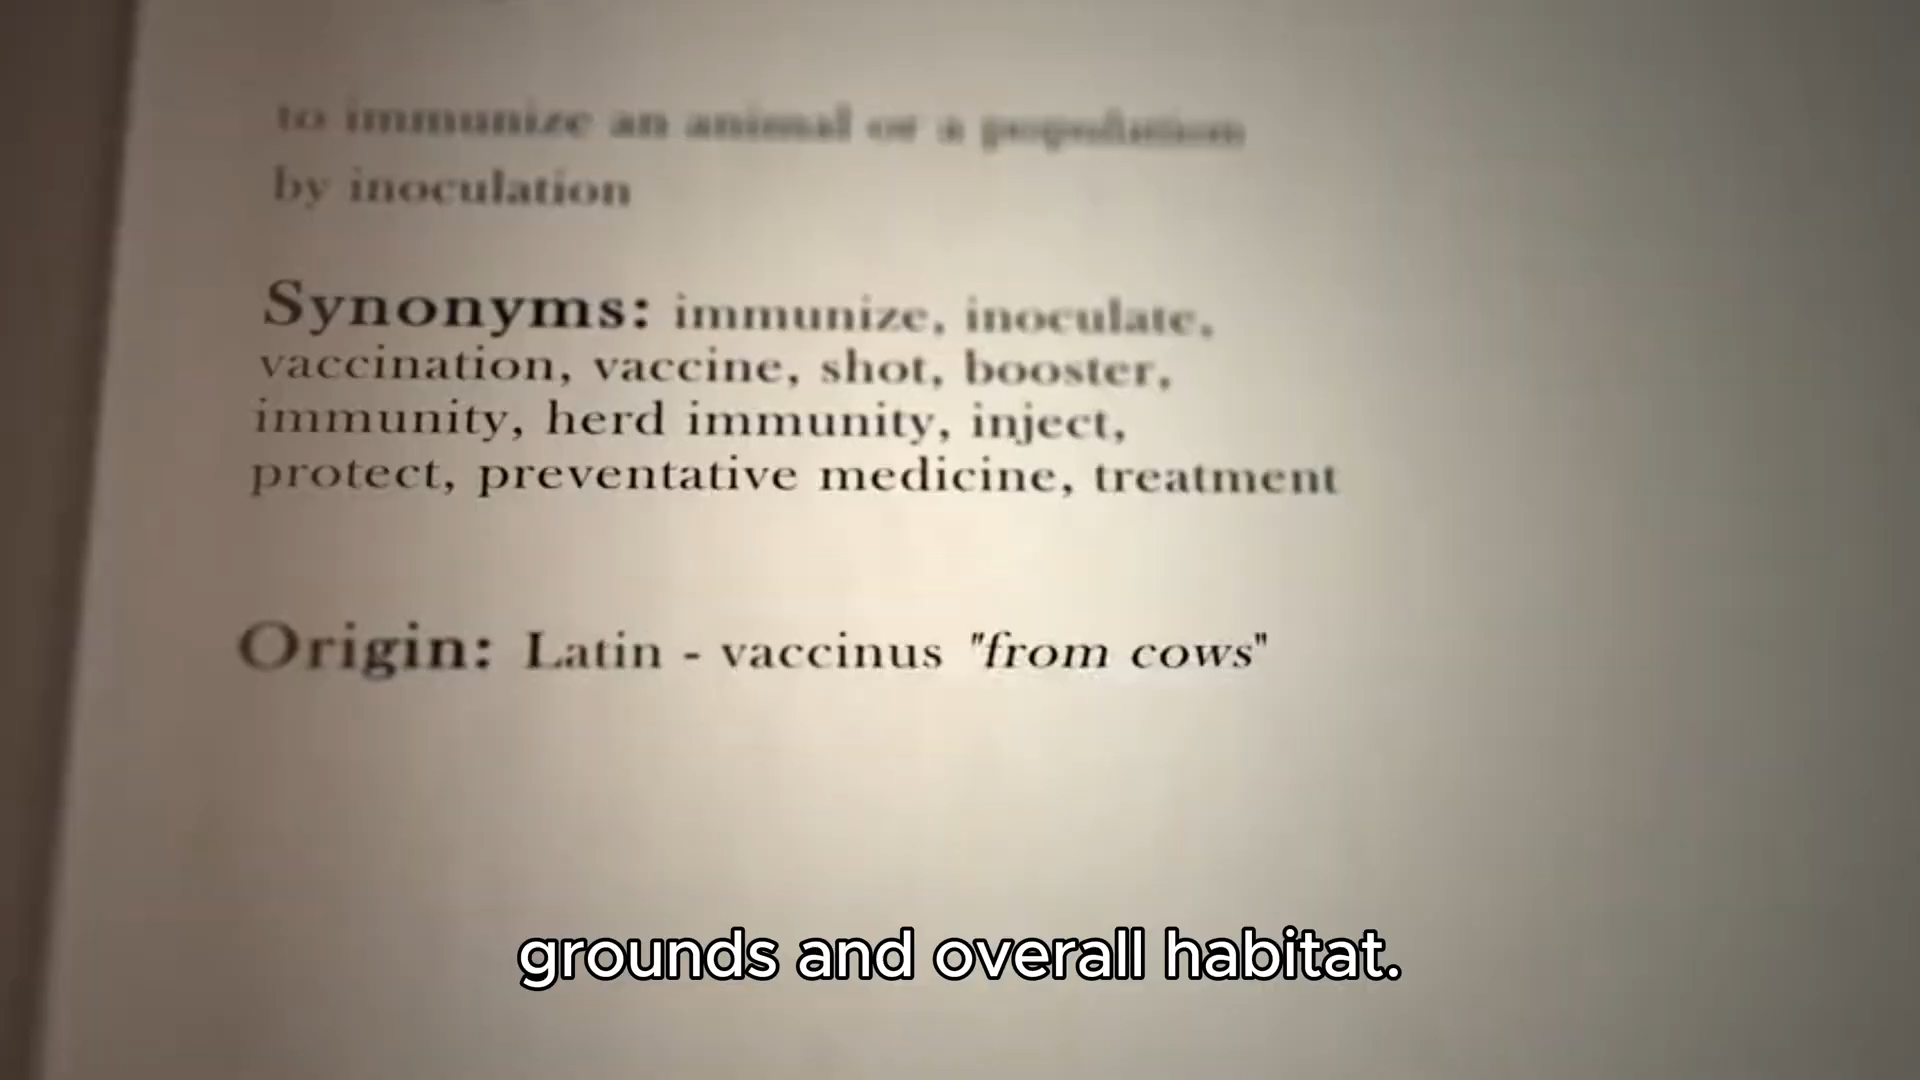 to immunize an animal or a population
by inoculation
Synonyms: immunize, inoculate,
vaccination, vaccine, shot, booster,
immunity, herd immunity, inject,
protect, preventative medicine, treatment
Origin: Latin - vaccinus "from cows"
grounds and overall habitat.